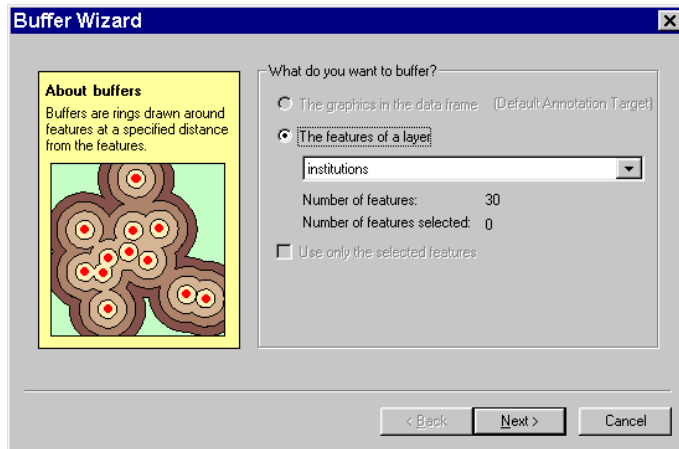 Buffer Wizard
About buffers
Buffers are rings drawn around
features at a specified distance
from the features.
What do you want to buffer?
The graphics in the data frame (Default Annotation Target)
The features of a layer
institutions
Number of features: 30
Number of features selected: 0
Use only the selected features
< Back Next > Cancel